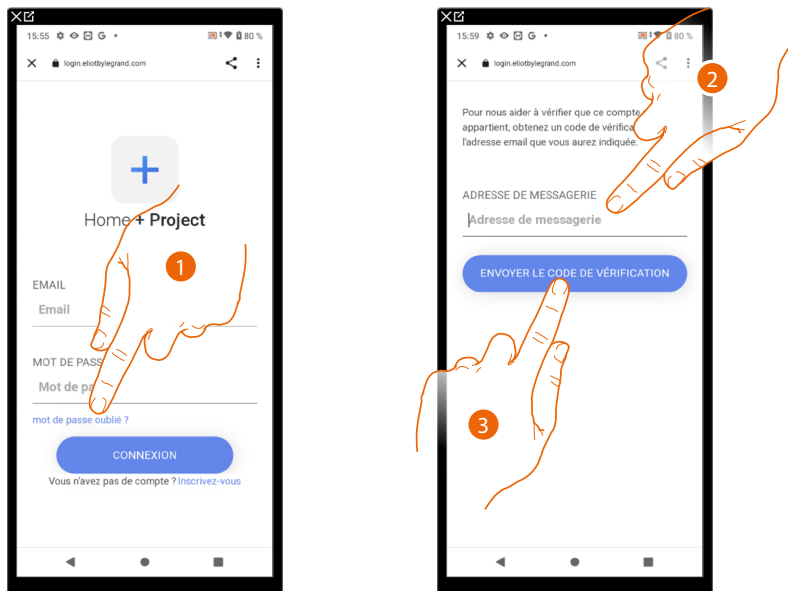 15:55 G 80 %
login.eliotbylegrand.com
Home + Project
1
EMAIL
Email
MOT DE PASS
Mot de pa
mot de passe oublié ?
CONNEXION
Vous n'avez pas de compte ? Inscrivez-vous
15:59 G 80 %
login.eliotbylegrand.com
2
Pour nous aider à vérifier que ce compte
appartient, obtenez un code de vérifica
l'adresse email que vous aurez indiquée.
ADRESSE DE MESSAGERIE
Adresse de messagerie
ENVOYER LE CODE DE VÉRIFICATION
3